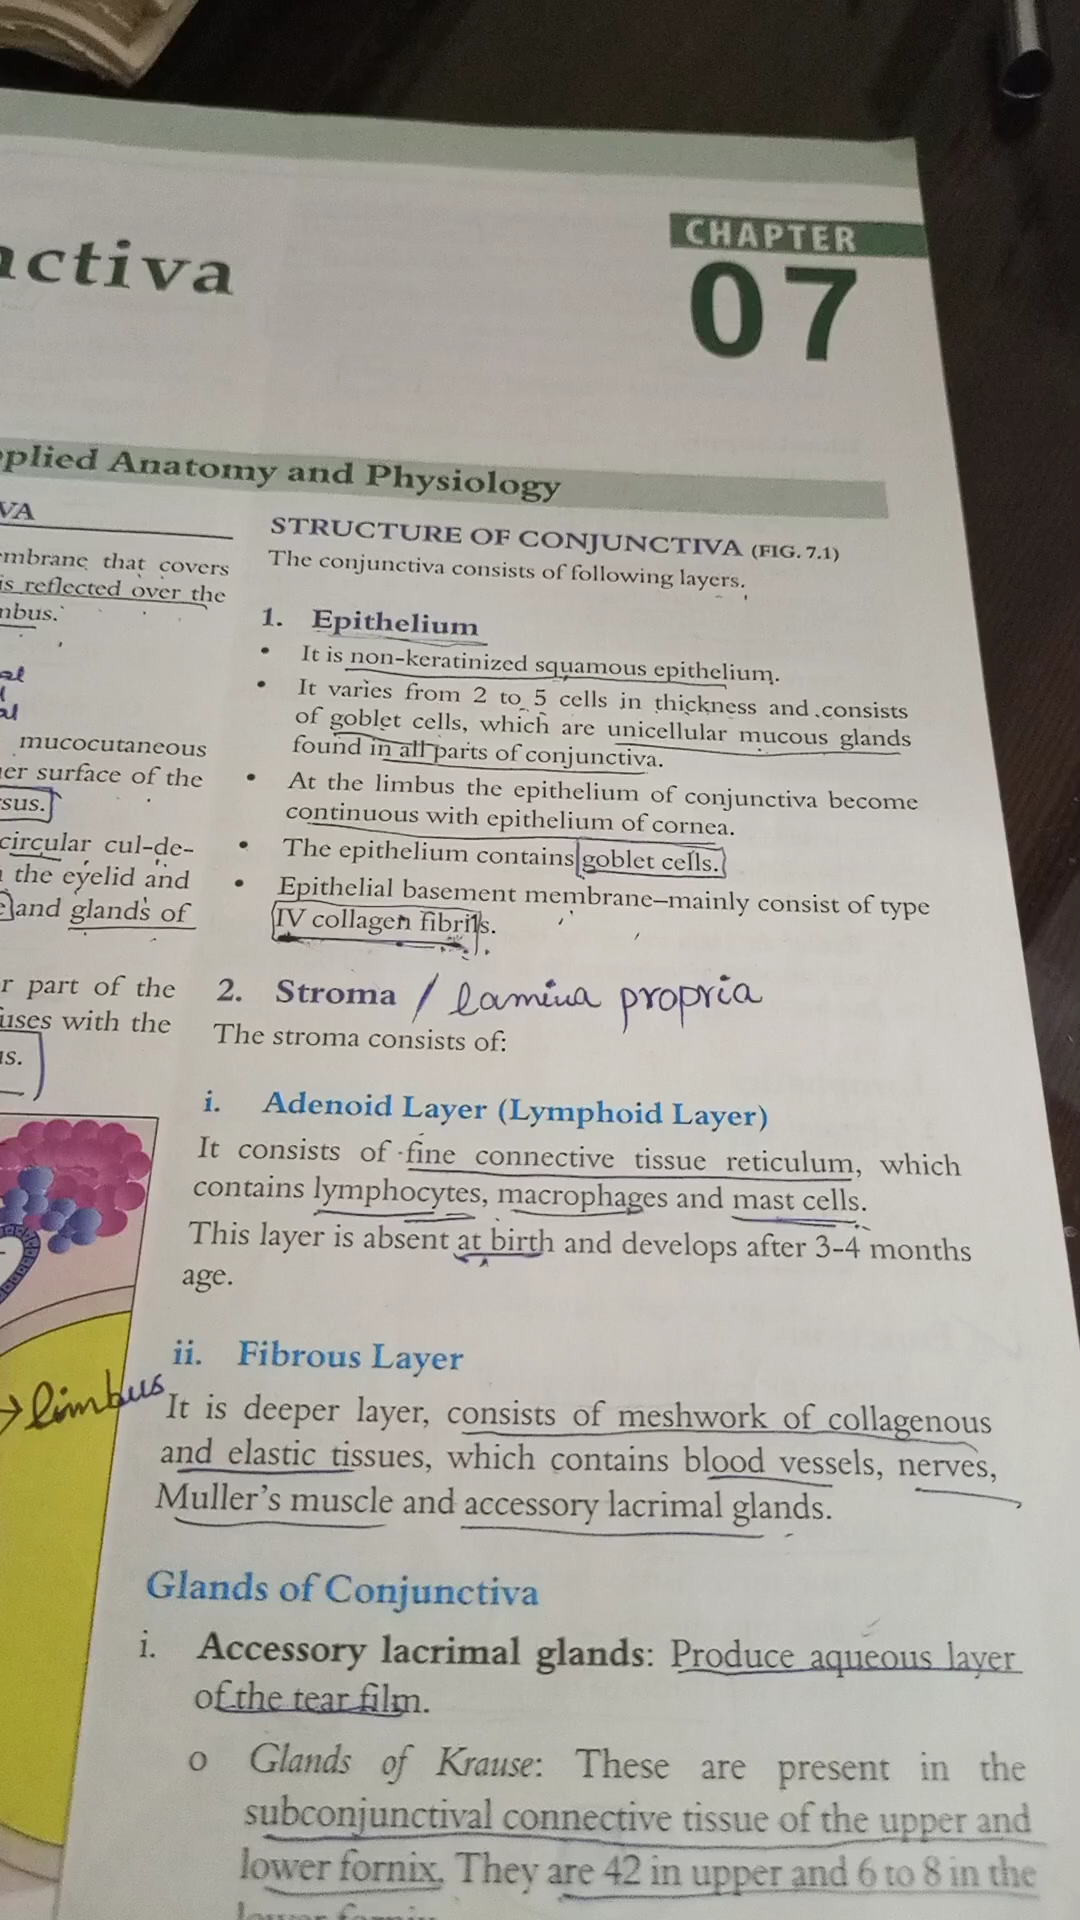 CHAPTER
07
Applied Anatomy and Physiology
mucocutaneous
circular cul-de-
the eyelid and
and glands of
part of the
with the
is reflected over the
that covers
surface of the
limbus
STRUCTURE OF CONJUNCTIVA (FIG. 7.1)
The conjunctiva consists of following layers.
1. Epithelium
• It is non-keratinized squamous epithelium.
• It varies from 2 to 5 cells in thickness and consists
of goblet cells, which are unicellular mucous glands
found in all parts of conjunctiva.
• At the limbus the epithelium of conjunctiva become
continuous with epithelium of cornea.
• The epithelium contains goblet cells.
• Epithelial basement membrane–mainly consist of type
IV collagen fibrils.
2. Stroma / lamina propria
The stroma consists of:
i. Adenoid Layer (Lymphoid Layer)
It consists of fine connective tissue reticulum, which
contains lymphocytes, macrophages and mast cells.
This layer is absent at birth and develops after 3-4 months
age.
ii. Fibrous Layer
It is deeper layer, consists of meshwork of collagenous
and elastic tissues, which contains blood vessels, nerves,
Muller's muscle and accessory lacrimal glands.
Glands of Conjunctiva
i. Accessory lacrimal glands: Produce aqueous layer
of the tear film.
o Glands of Krause: These are present in the
subconjunctival connective tissue of the upper and
lower fornix. They are 42 in upper and 6 to 8 in the
lower fornix.